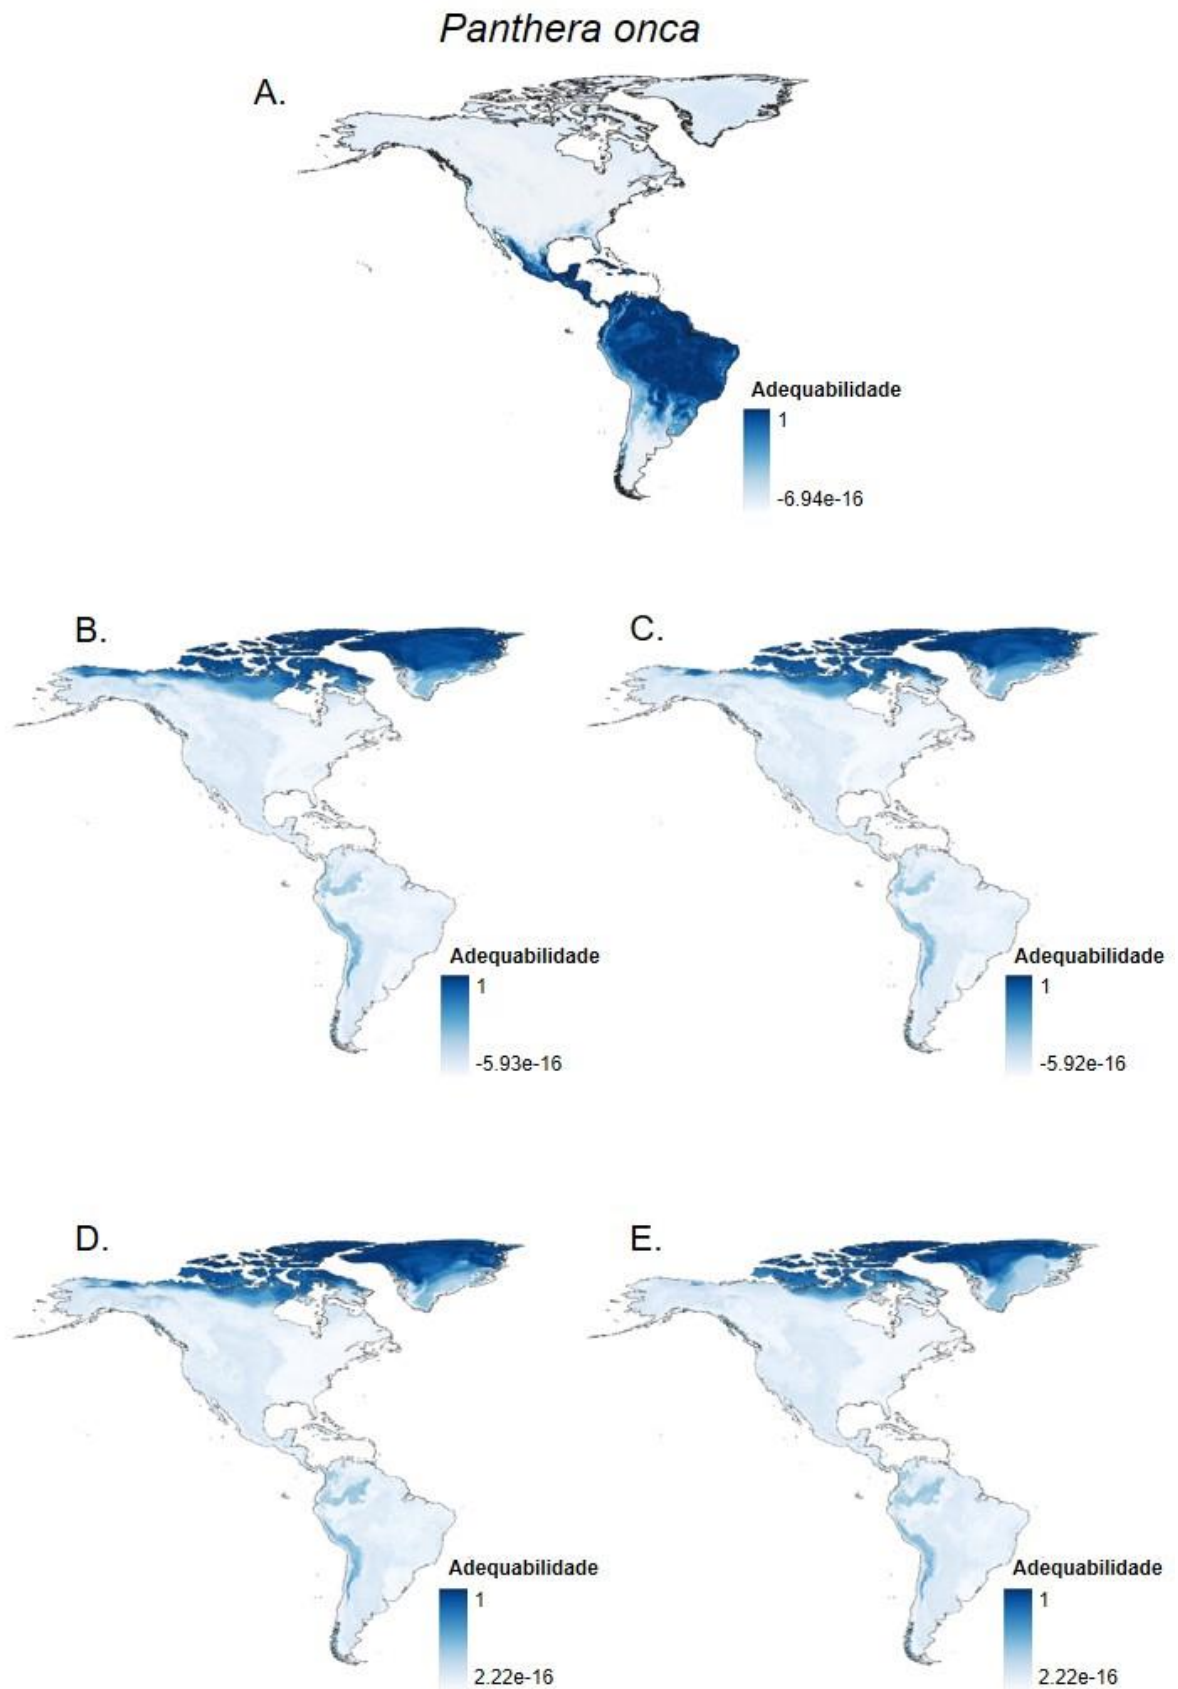 Panthera onca
A.
Adequabilidade
1
-6.94e-16
B.
C.
Adequabilidade
1
-5.93e-16
Adequabilidade
1
-5.92e-16
D.
E.
Adequabilidade
1
2.22e-16
Adequabilidade
1
2.22e-16